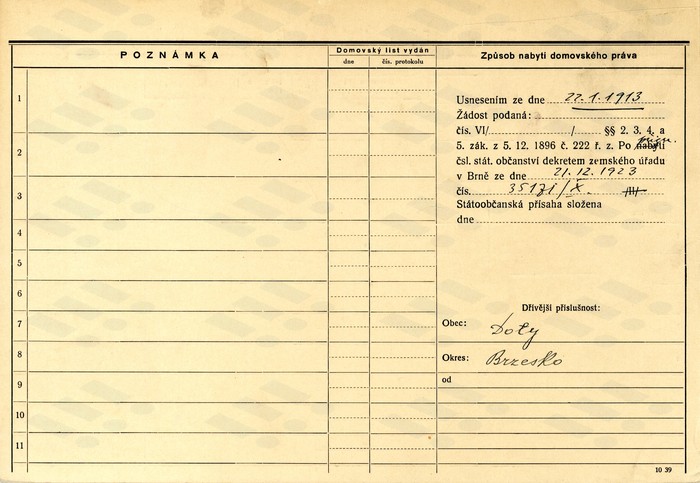 POZNÁMKA
Domovský list vydán
dne
čís. protokolu
Způsob nabytí domovského práva
1
2
3
4
5
6
7
8
9
10
11
Usnesením ze dne 22.1.1913
Žádost podaná:
čís. VI/ / §§ 2. 3. 4. a
5. zák. z 5. 12. 1896 č. 222 ř. z. Po nabytí
čsl. stát. občanství dekretem zemského úřadu
v Brně ze dne 21.12.1923
čís. 35171/X.
Státoobčanská přísaha složena
dne
Dřívější příslušnost:
Obec: Doły
Okres: Brzesko
od
10 39